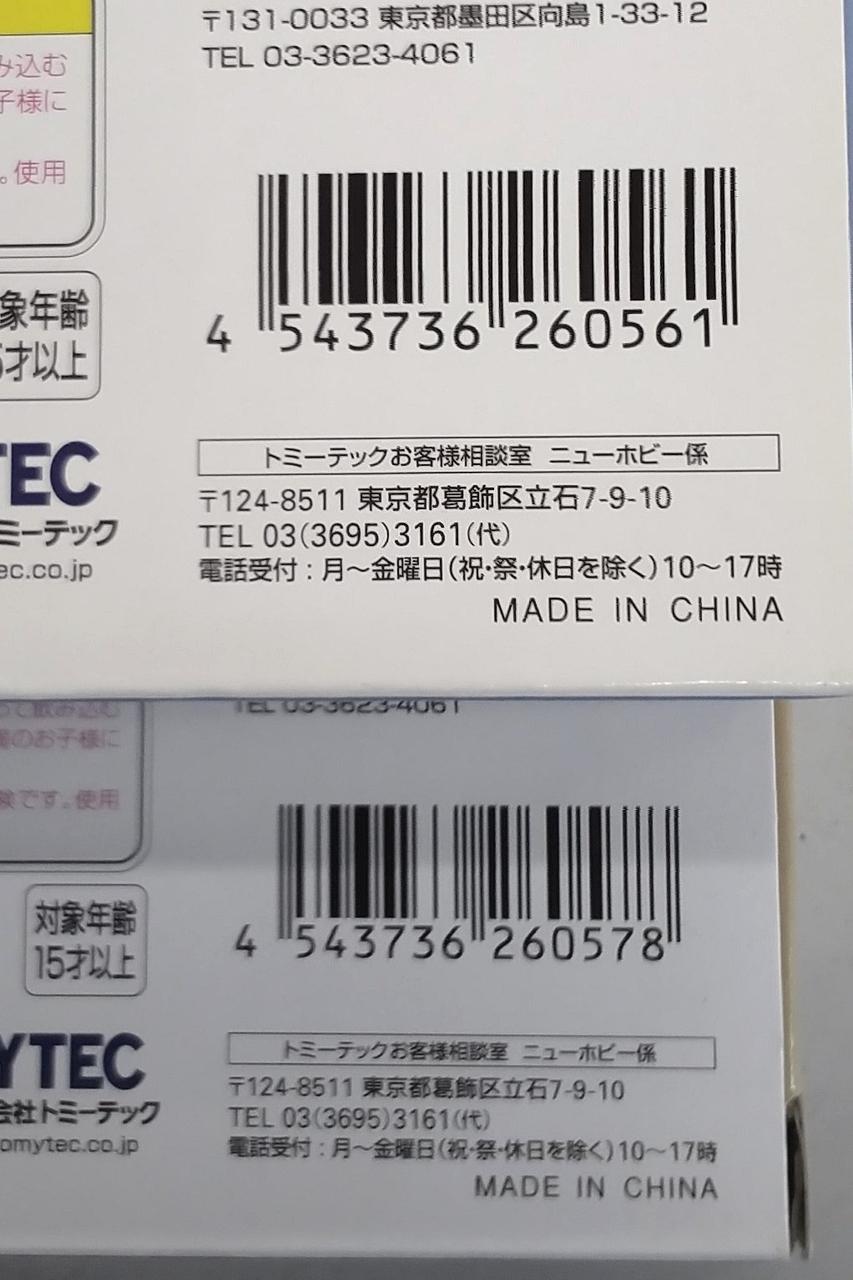 〒131-0033 東京都墨田区向島1-33-12
TEL 03-3623-4061
み込む
子様に
。使用
象年齢
才以上
4 543736 260561
TEC
ミーテック
ec.co.jp
トミーテックお客様相談室 ニューホビー係
〒124-8511 東京都葛飾区立石7-9-10
TEL 03(3695)3161(代)
電話受付：月〜金曜日(祝・祭・休日を除く)10〜17時
MADE IN CHINA
て飲み込む
のお子様に
険です。使用
TEL 03-3623-4061
対象年齢
15才以上
4 543736 260578
YTEC
会社トミーテック
omytec.co.jp
トミーテックお客様相談室 ニューホビー係
〒124-8511 東京都葛飾区立石7-9-10
TEL 03(3695)3161(代)
電話受付：月〜金曜日(祝・祭・休日を除く)10〜17時
MADE IN CHINA